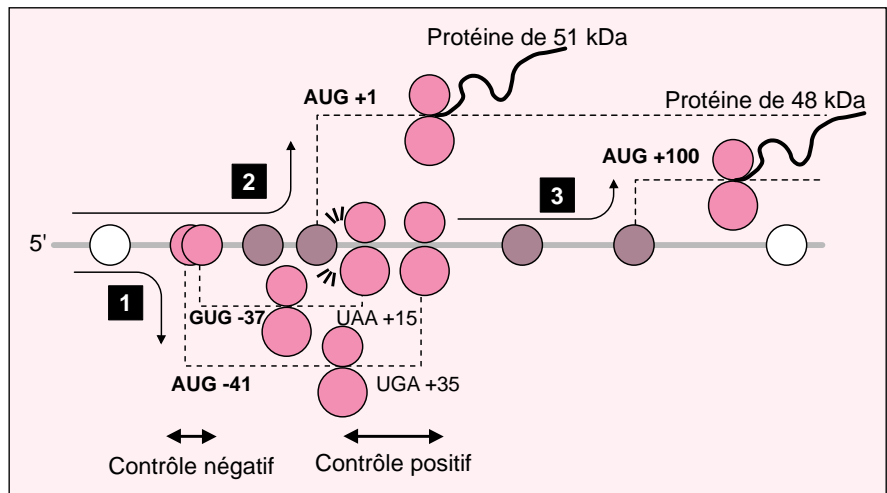 Protéine de 51 kDa
AUG +1
Protéine de 48 kDa
AUG +100
2
3
5'
1
GUG -37
UAA +15
AUG -41
UGA +35
Contrôle négatif
Contrôle positif